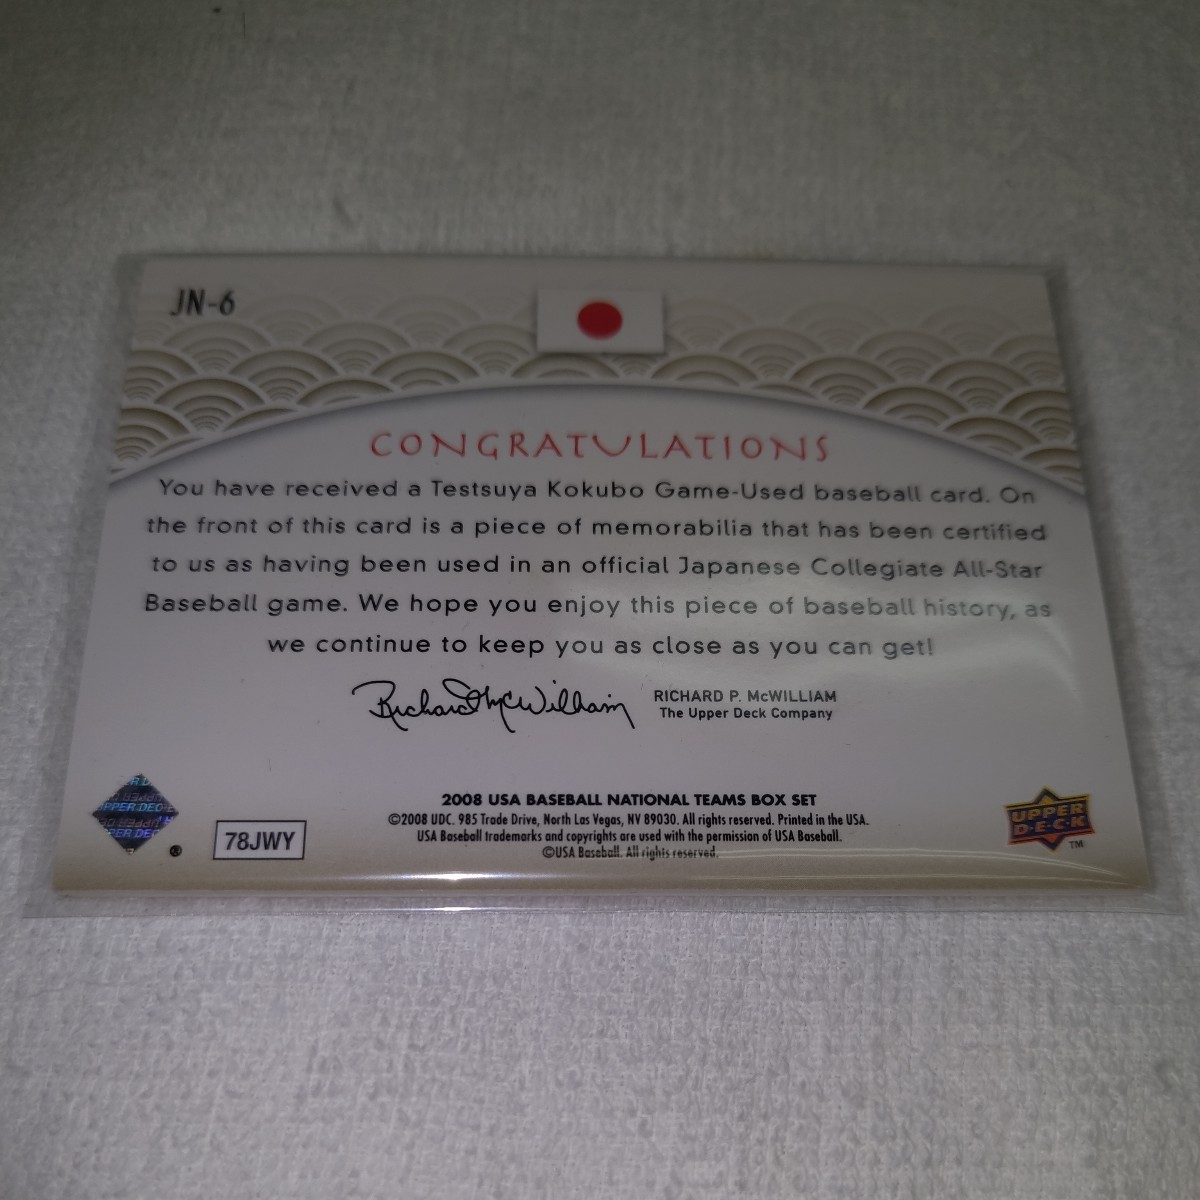 JN-6
CONGRATULATIONS
You have received a Testsuya Kokubo Game-Used baseball card. On
the front of this card is a piece of memorabilia that has been certified
to us as having been used in an official Japanese Collegiate All-Star
Baseball game. We hope you enjoy this piece of baseball history, as
we continue to keep you as close as you can get!
Richard McWilliam
RICHARD P. McWILLIAM
The Upper Deck Company
2008 USA BASEBALL NATIONAL TEAMS BOX SET
©2008 UDC. 985 Trade Drive, North Las Vegas, NV 89030. All rights reserved. Printed in the USA.
USA Baseball trademarks and copyrights are used with the permission of USA Baseball.
©USA Baseball. All rights reserved.
®
78JWY
UPPER
D·E·C·K
TM